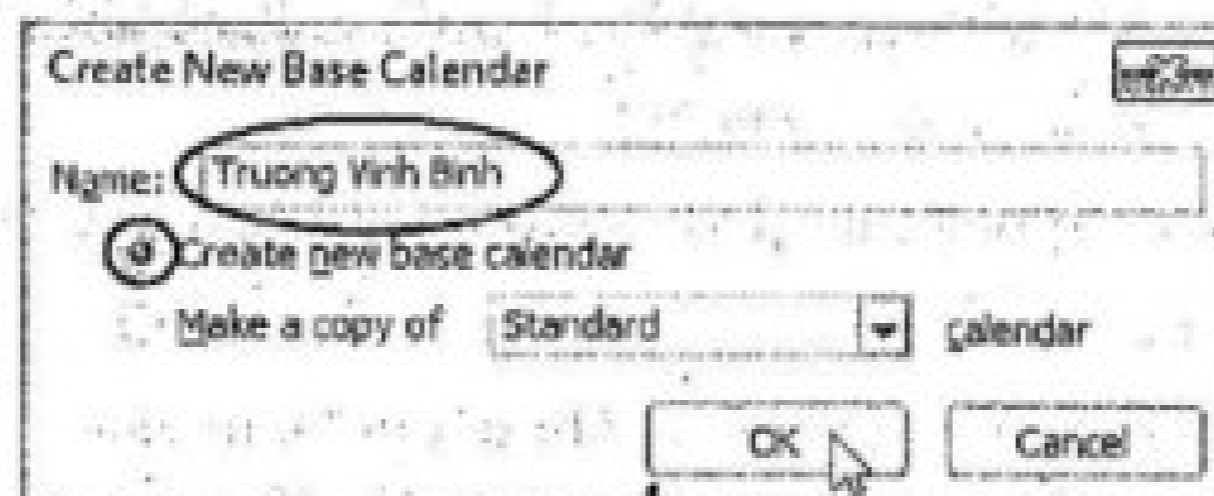 Create New Base Calendar
Name: Truong Vinh Binh
Create new base calendar
Make a copy of Standard calendar
OK Cancel